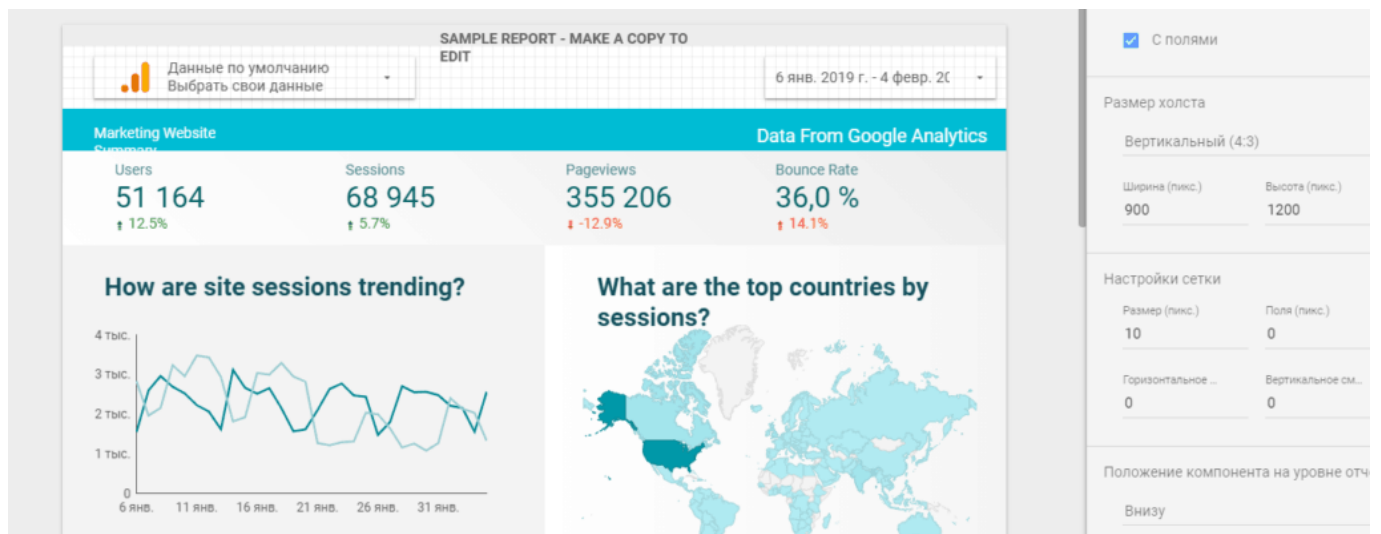 SAMPLE REPORT - MAKE A COPY TO
EDIT
Данные по умолчанию
Выбрать свои данные
6 янв. 2019 г. - 4 февр. 20
Marketing Website
Summary
Data From Google Analytics
Users
51 164
12.5%
Sessions
68 945
5.7%
Pageviews
355 206
-12.9%
Bounce Rate
36,0 %
14.1%
How are site sessions trending?
4 тыс.
3 тыс.
2 тыс.
1 тыс.
0
6 янв.
11 янв.
16 янв.
21 янв.
26 янв.
31 янв.
What are the top countries by
sessions?
С полями
Размер холста
Вертикальный (4:3)
Ширина (пикс.)
Высота (пикс.)
900
1200
Настройки сетки
Размер (пикс.)
Поля (пикс.)
10
0
Горизонтальное ...
Вертикальное см...
0
0
Положение компонента на уровне отч
Внизу